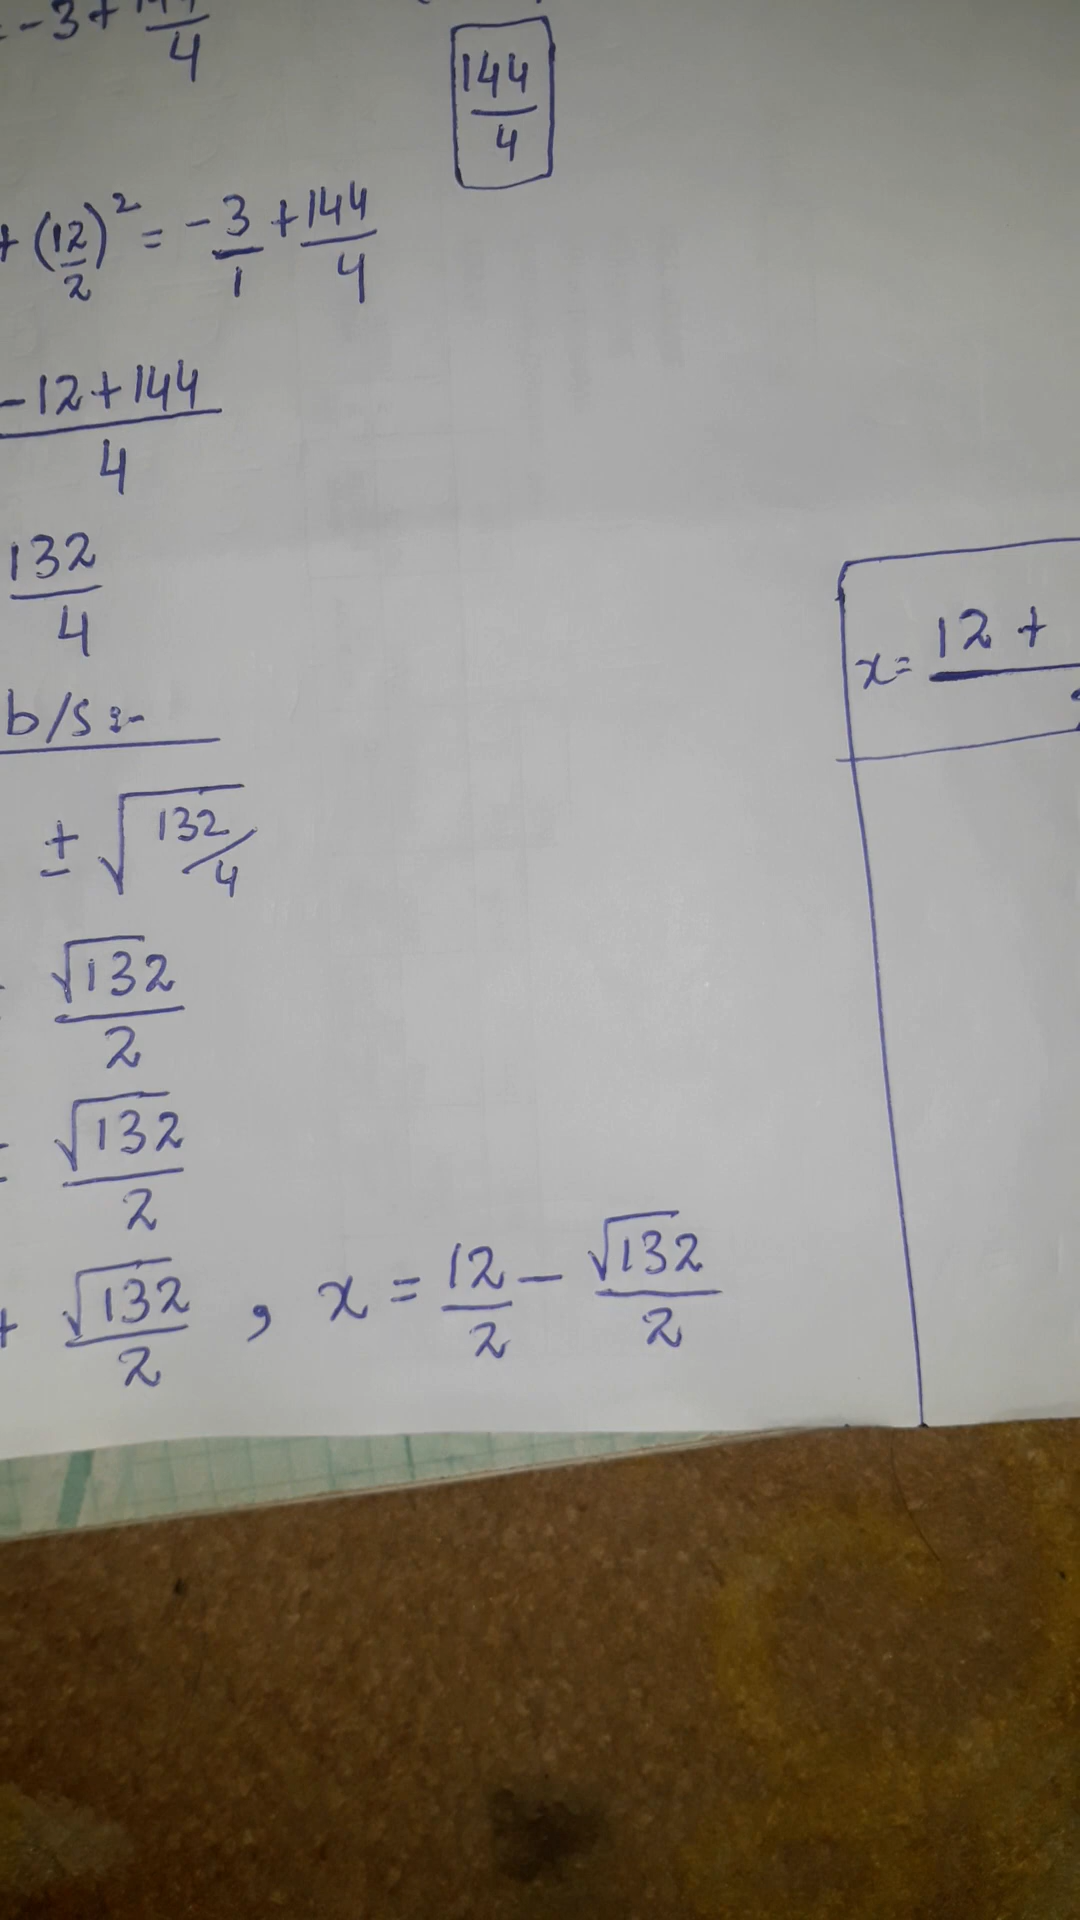 = -3 + 144/4
144/4
+ (12/2)² = -3/1 + 144/4
-12 + 144/4
132/4
b/s :-
± √132/4
√132/2
= √132/2
+ √132/2 , x = 12/2 - √132/2
x = 12 +